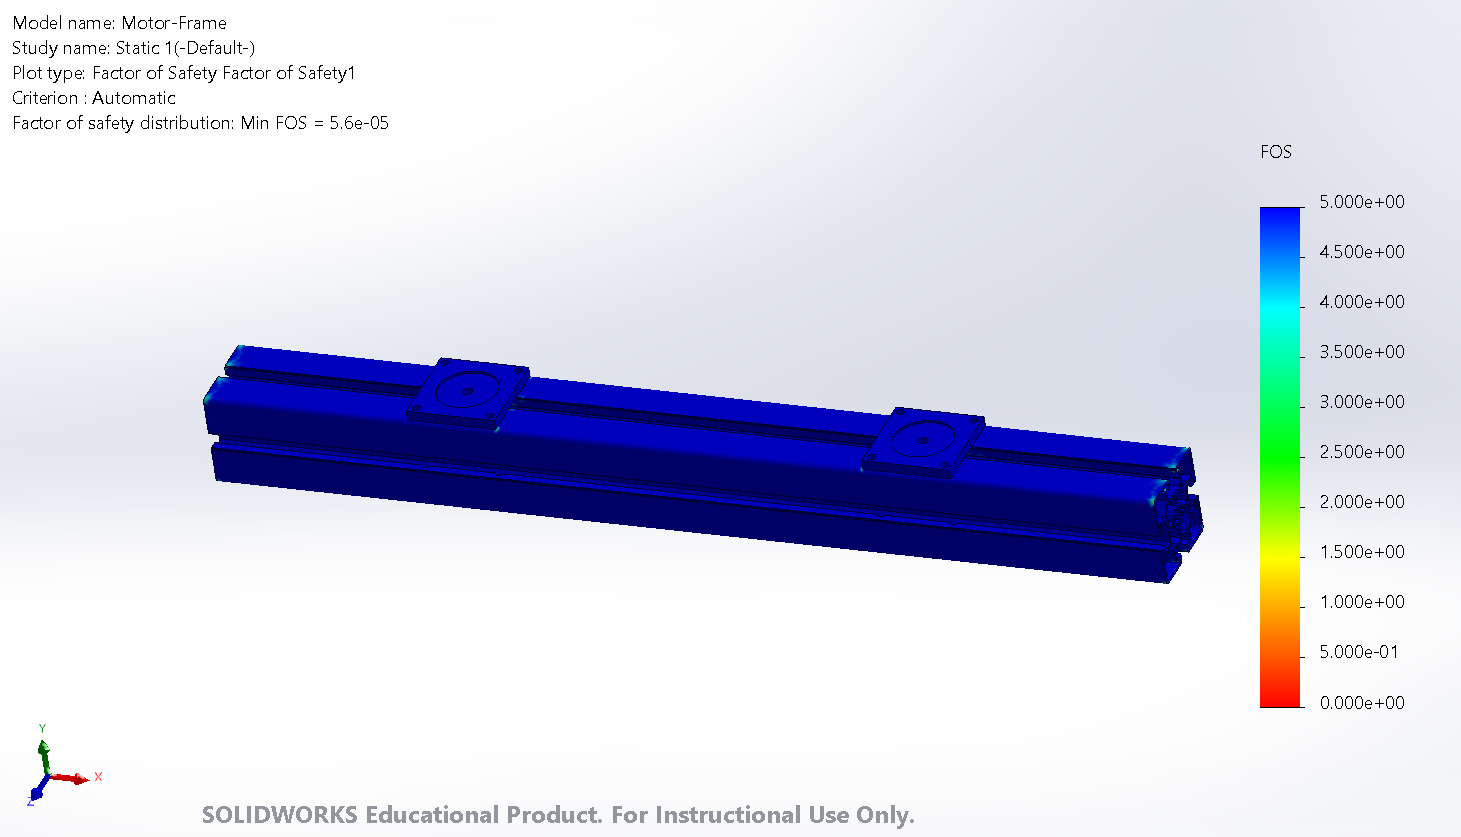 Model name: Motor-Frame
Study name: Static 1(-Default-)
Plot type: Factor of Safety Factor of Safety1
Criterion : Automatic
Factor of safety distribution: Min FOS = 5.6e-05
FOS
5.000e+00
4.500e+00
4.000e+00
3.500e+00
3.000e+00
2.500e+00
2.000e+00
1.500e+00
1.000e+00
5.000e-01
0.000e+00
Y
X
Z
SOLIDWORKS Educational Product. For Instructional Use Only.